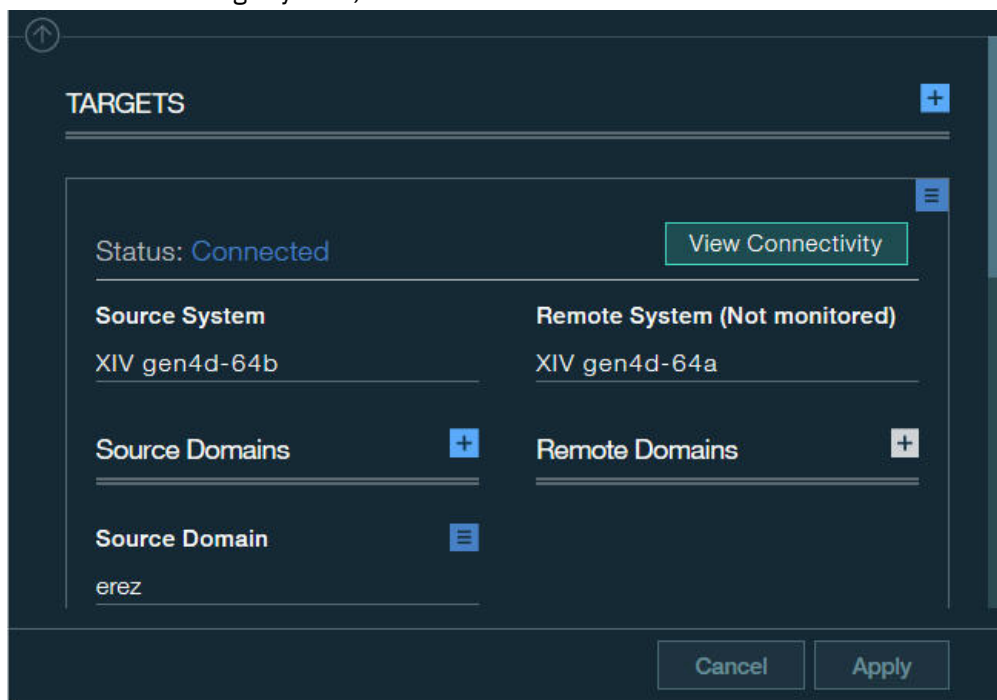 TARGETS
Status: Connected
View Connectivity
Source System
Remote System (Not monitored)
XIV gen4d-64b
XIV gen4d-64a
Source Domains
Remote Domains
Source Domain
erez
Cancel
Apply